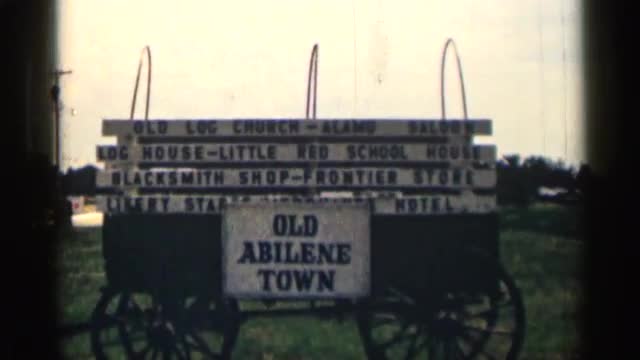 OLD LOG CHURCH-ALAMO SALOON
LOG HOUSE-LITTLE RED SCHOOL HOUSE
BLACKSMITH SHOP-FRONTIER STORE
HOTEL
OLD
ABILENE
TOWN